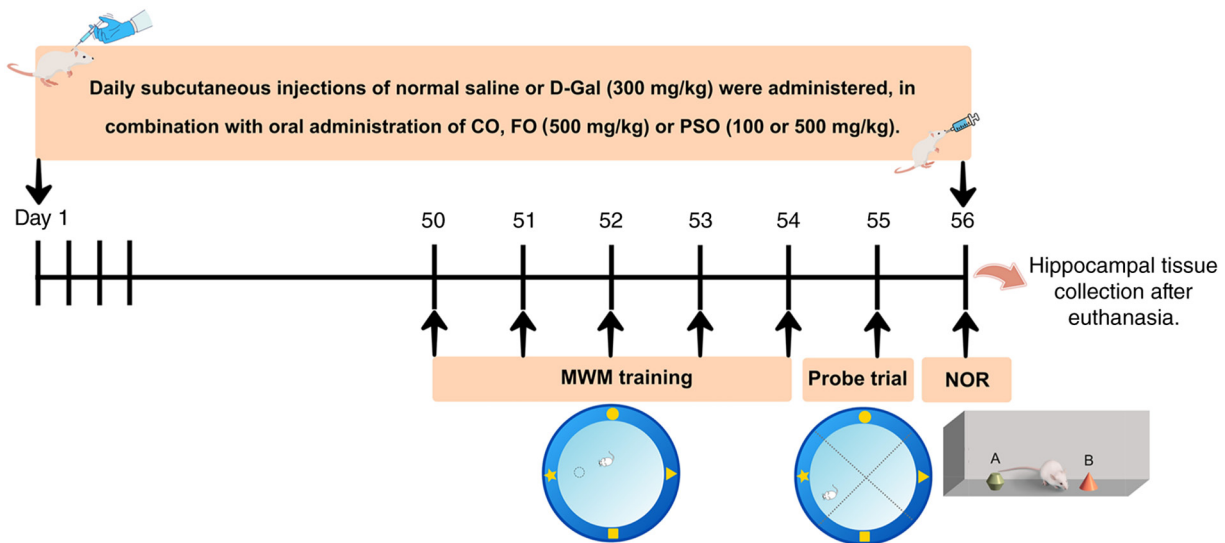 Daily subcutaneous injections of normal saline or D-Gal (300 mg/kg) were administered, in
combination with oral administration of CO, FO (500 mg/kg) or PSO (100 or 500 mg/kg).
Day 1
50
51
52
53
54
55
56
Hippocampal tissue
collection after
euthanasia.
MWM training
Probe trial
NOR
A
B